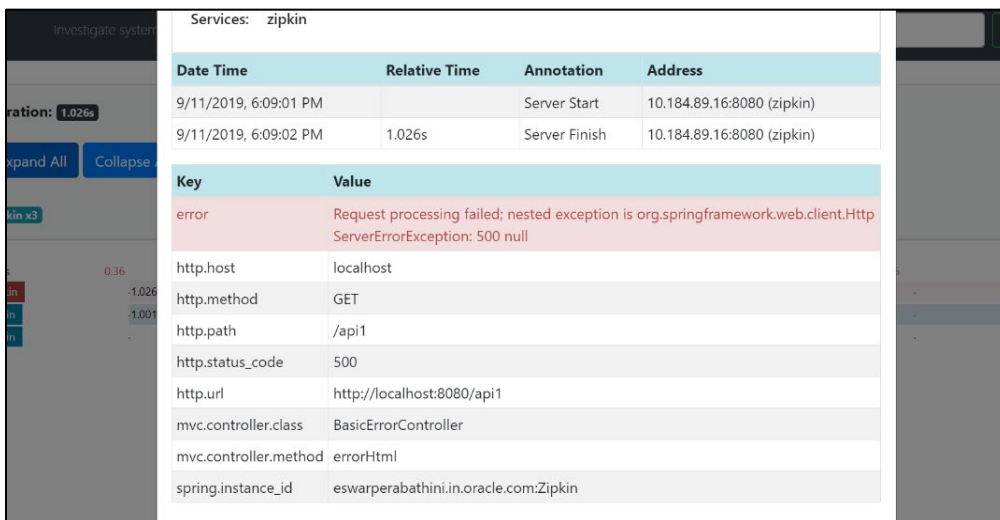 Services: zipkin
Investigate system
Date Time Relative Time Annotation Address
9/11/2019, 6:09:01 PM Server Start 10.184.89.16:8080 (zipkin)
9/11/2019, 6:09:02 PM 1.026s Server Finish 10.184.89.16:8080 (zipkin)
ration: 1.026s
xpand All Collapse
kin x3
0.36
in -1.026
in -1.001
in -
Key Value
error Request processing failed; nested exception is org.springframework.web.client.Http
ServerErrorException: 500 null
http.host localhost
http.method GET
http.path /api1
http.status_code 500
http.url http://localhost:8080/api1
mvc.controller.class BasicErrorController
mvc.controller.method errorHtml
spring.instance_id eswarperabathini.in.oracle.com:Zipkin